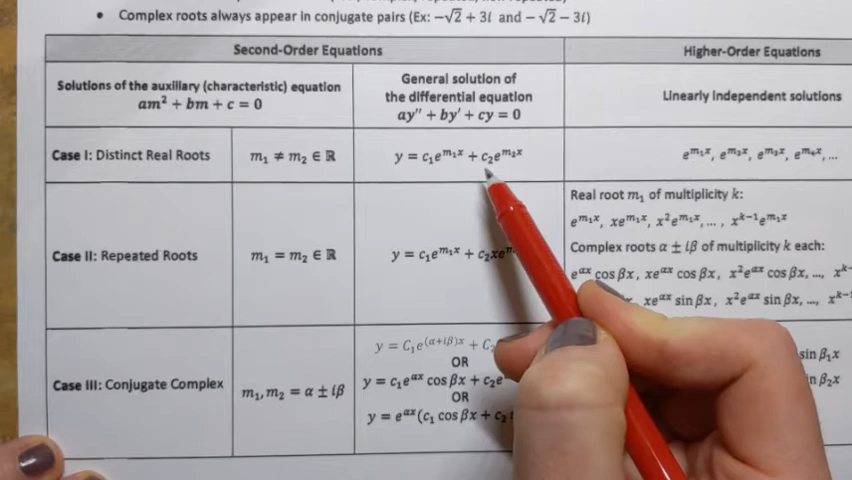 • Complex roots always appear in conjugate pairs (Ex: −√2 + 3i and − √2 − 3i)
Second-Order Equations
Higher-Order Equations
Solutions of the auxiliary (characteristic) equation
am² + bm + c = 0
General solution of
the differential equation
ay'' + by' + cy = 0
Linearly independent solutions
Case I: Distinct Real Roots
m₁ ≠ m₂ ∈ ℝ
y = c₁e^{m₁x} + c₂e^{m₂x}
e^{m₁x}, e^{m₂x}, e^{m₃x}, e^{m₄x}, ...
Case II: Repeated Roots
m₁ = m₂ ∈ ℝ
y = c₁e^{m₁x} + c₂xe
Real root m₁ of multiplicity k:
e^{m₁x}, xe^{m₁x}, x²e^{m₁x}, ... , x^{k−1}e^{m₁x}
Complex roots α ± iβ of multiplicity k each:
e^{αx} cos βx , xe^{αx} cos βx, x²e^{αx} cos βx, ...,
xe^{αx} sin βx, x²e^{αx} sin βx, ...,
Case III: Conjugate Complex
m₁, m₂ = α ± iβ
y = C₁e^{(α+iβ)x} + C₂
OR
y = c₁e^{αx} cos βx + c₂e
OR
y = e^{αx}(c₁ cos βx + c₂
sin β₁x
β₂x